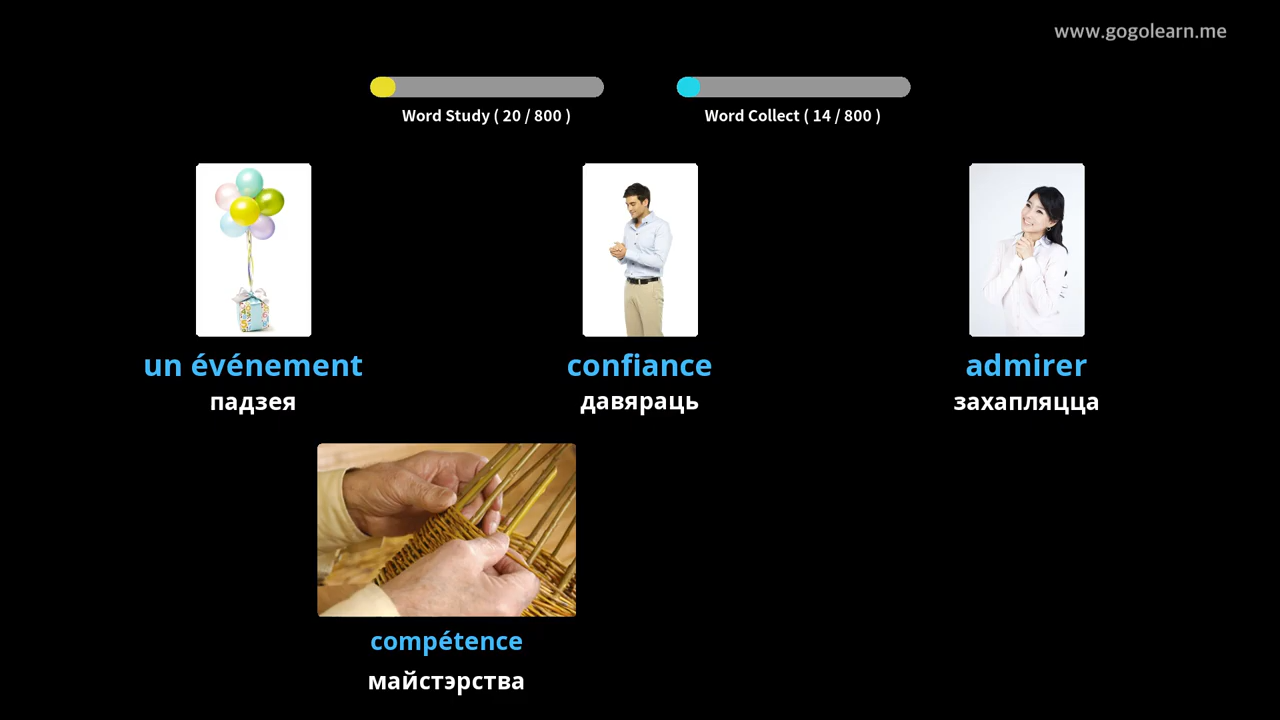 www.gogolearn.me
Word Study ( 20 / 800 )
Word Collect ( 14 / 800 )
un événement
confiance
admirer
падзея
давяраць
захапляцца
compétence
майстэрства